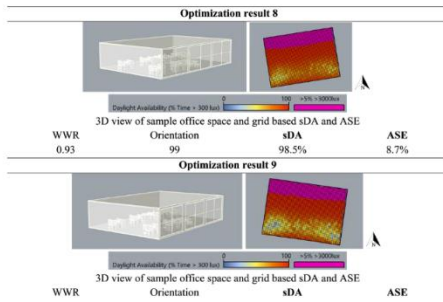 Optimization result 8
Daylight Availability (% Time > 300 lux) 0 100 >5% >3000lux
3D view of sample office space and grid based sDA and ASE
WWR Orientation sDA ASE
0.93 99 98.5% 8.7%
Optimization result 9
Daylight Availability (% Time > 300 lux) 0 100 >5% >3000lux
3D view of sample office space and grid based sDA and ASE
WWR Orientation sDA ASE